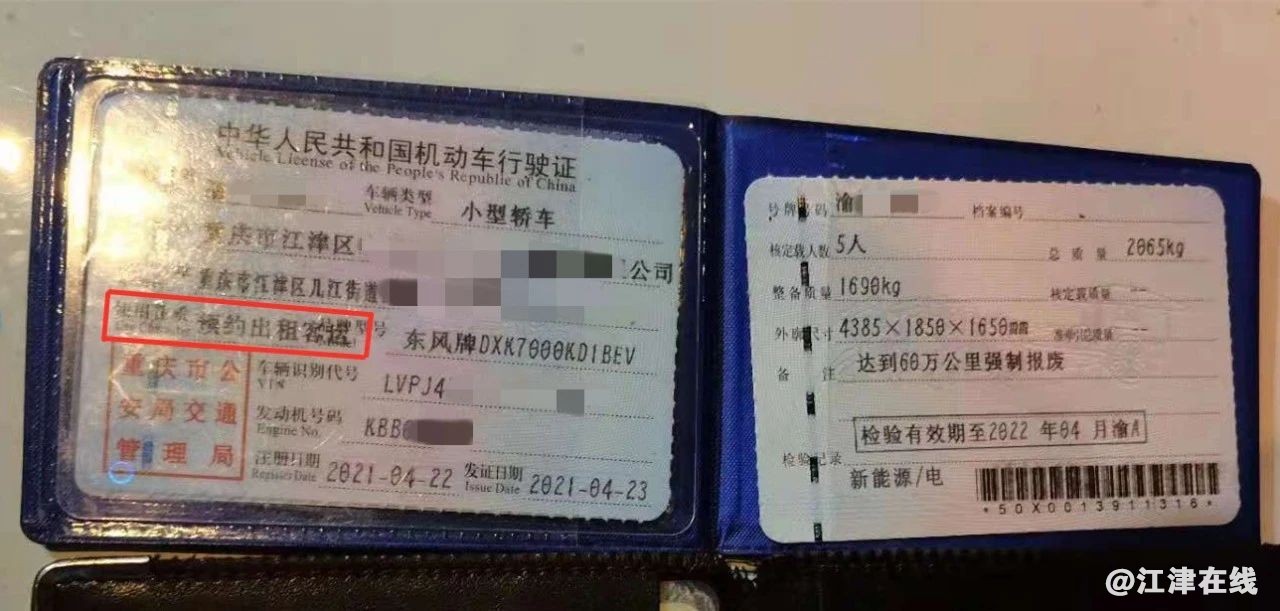 中华人民共和国机动车行驶证
Vehicle License of the People's Republic of China
车辆类型
Vehicle Type
小型轿车
重庆市江津区
公司
重庆市江津区几江街道
预约出租客运
型号
东风牌DXK7000KD1BEV
重庆市公
安局交通
管理局
车辆识别代号
VIN
LVPJ4
发动机号码
Engine No.
KBB
注册日期
Register Date
2021-04-22
发证日期
Issue Date
2021-04-23
号牌号码
渝
档案编号
核定载人数
5人
总质量
2065kg
整备质量
1690kg
核定载质量
--
外廓尺寸
4385×1850×1650
--
备注
达到60万公里强制报废
检验有效期至2022 年04 月渝A
检验记录
新能源/电
*50X0013911316*
@江津在线